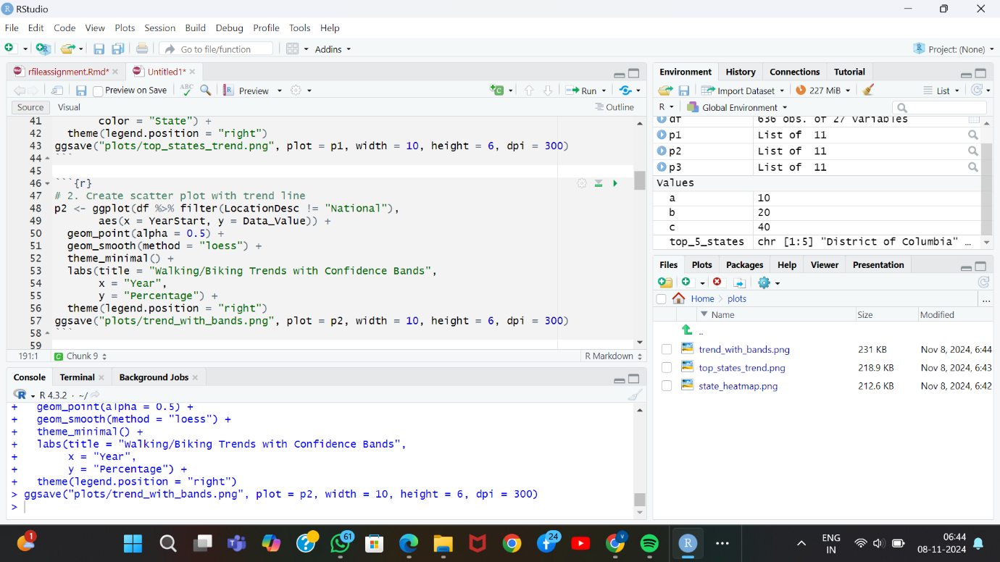 RStudio
File Edit Code View Plots Session Build Debug Profile Tools Help
Go to file/function Addins Project: (None)
rfileassignment.Rmd* Untitled1*
Preview on Save ABC Preview Run
Source Visual Outline
41 color = "State") +
42 theme(legend.position = "right")
43 ggsave("plots/top_states_trend.png", plot = p1, width = 10, height = 6, dpi = 300)
44 ```
45
46 ```{r}
47 # 2. Create scatter plot with trend line
48 p2 <- ggplot(df %>% filter(LocationDesc != "National"),
49 aes(x = YearStart, y = Data_Value)) +
50 geom_point(alpha = 0.5) +
51 geom_smooth(method = "loess") +
52 theme_minimal() +
53 labs(title = "Walking/Biking Trends with Confidence Bands",
54 x = "Year",
55 y = "Percentage") +
56 theme(legend.position = "right")
57 ggsave("plots/trend_with_bands.png", plot = p2, width = 10, height = 6, dpi = 300)
58 ```
59
191:1 Chunk 9 R Markdown
Console Terminal Background Jobs
R 4.3.2 · ~/
+ geom_point(alpha = 0.5) +
+ geom_smooth(method = "loess") +
+ theme_minimal() +
+ labs(title = "Walking/Biking Trends with Confidence Bands",
+ x = "Year",
+ y = "Percentage") +
+ theme(legend.position = "right")
> ggsave("plots/trend_with_bands.png", plot = p2, width = 10, height = 6, dpi = 300)
>
Environment History Connections Tutorial
Import Dataset 227 MiB List
R Global Environment
df 636 obs. of 27 variables
p1 List of 11
p2 List of 11
p3 List of 11
Values
a 10
b 20
c 40
top_5_states chr [1:5] "District of Columbia" ...
Files Plots Packages Help Viewer Presentation
Home plots ...
Name Size Modified
..
trend_with_bands.png 231 KB Nov 8, 2024, 6:44
top_states_trend.png 218.9 KB Nov 8, 2024, 6:43
state_heatmap.png 212.6 KB Nov 8, 2024, 6:42
1 61 24 ENG 06:44
IN 08-11-2024